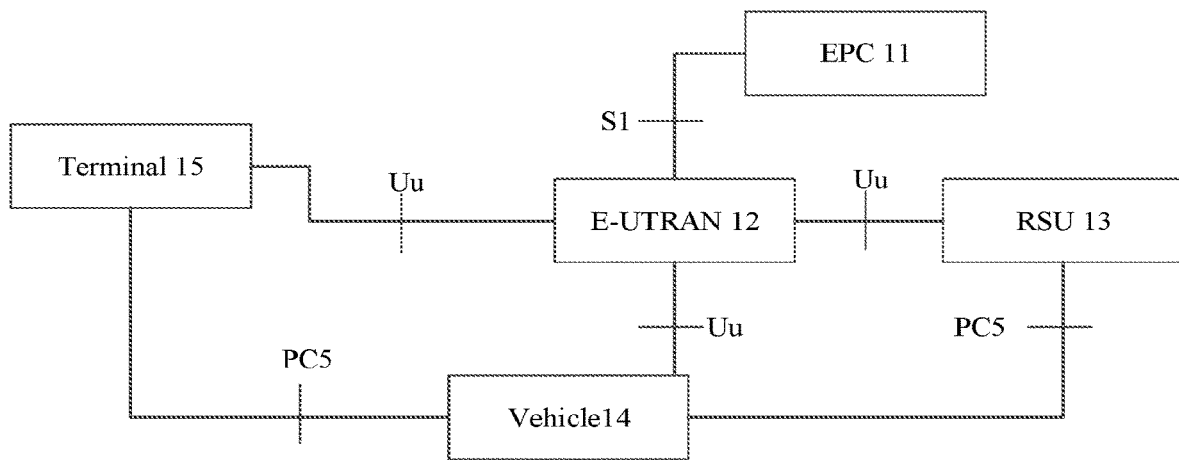 EPC 11
S1
Terminal 15
Uu
Uu
E-UTRAN 12
RSU 13
Uu
PC5
PC5
Vehicle14